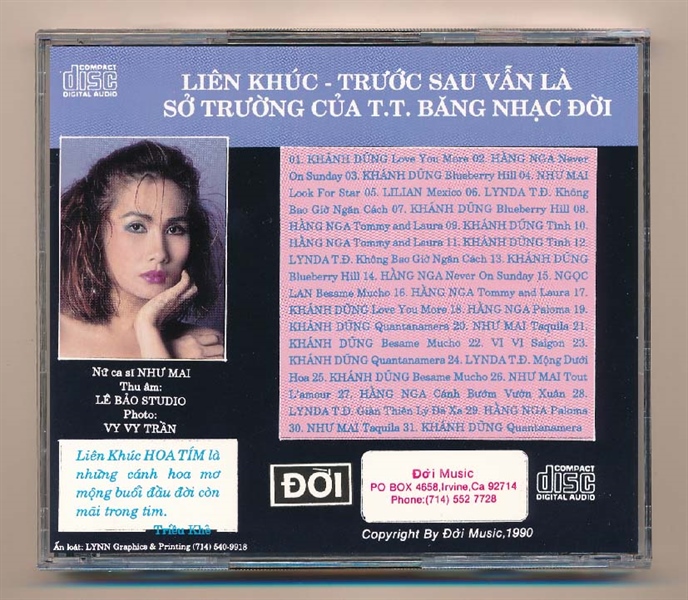 COMPACT
disc
DIGITAL AUDIO
LIÊN KHÚC - TRƯỚC SAU VẪN LÀ
SỞ TRƯỜNG CỦA T.T. BĂNG NHẠC ĐỜI
01. KHÁNH DŨNG Love You More 02. HẰNG NGA Never
On Sunday 03. KHÁNH DŨNG Blueberry Hill 04. NHƯ MAI
Look For Star 05. LILIAN Mexico 06. LYNDA T.Đ. Không
Bao Giờ Ngăn Cách 07. KHÁNH DŨNG Blueberry Hill 08.
HẰNG NGA Tommy and Laura 09. KHÁNH DŨNG Tình 10.
HẰNG NGA Tommy and Laura 11. KHÁNH DŨNG Tình 12.
LYNDA T.Đ. Không Bao Giờ Ngăn Cách 13. KHÁNH DŨNG
Blueberry Hill 14. HẰNG NGA Never On Sunday 15. NGỌC
LAN Besame Mucho 16. HẰNG NGA Tommy and Laura 17.
KHÁNH DŨNG Love You More 18. HẰNG NGA Paloma 19.
KHÁNH DŨNG Quantanamera 20. NHƯ MAI Taquila 21.
KHÁNH DŨNG Besame Mucho 22. VI VI Saigon 23.
KHÁNH DŨNG Quantanamera 24. LYNDA T.Đ. Mộng Dưới
Hoa 25. KHÁNH DŨNG Besame Mucho 26. NHƯ MAI Tout
L'amour 27. HẰNG NGA Cánh Bướm Vườn Xuân 28.
LYNDA T.Đ. Giàn Thiên Lý Đã Xa 29. HẰNG NGA Paloma
30. NHƯ MAI Taquila 31. KHÁNH DŨNG Quantanamera
Nữ ca sĩ NHƯ MAI
Thu âm:
LÊ BẢO STUDIO
Photo:
VY VY TRẦN
Liên Khúc HOA TÍM là
những cánh hoa mơ
mộng buổi đầu đời còn
mãi trong tim.
Triều Khê
Ấn loát: LYNN Graphics & Printing (714) 540-9918
ĐỜI
Đời Music
PO BOX 4658,Irvine,Ca 92714
Phone:(714) 552 7728
COMPACT
disc
DIGITAL AUDIO
Copyright By Đời Music,1990